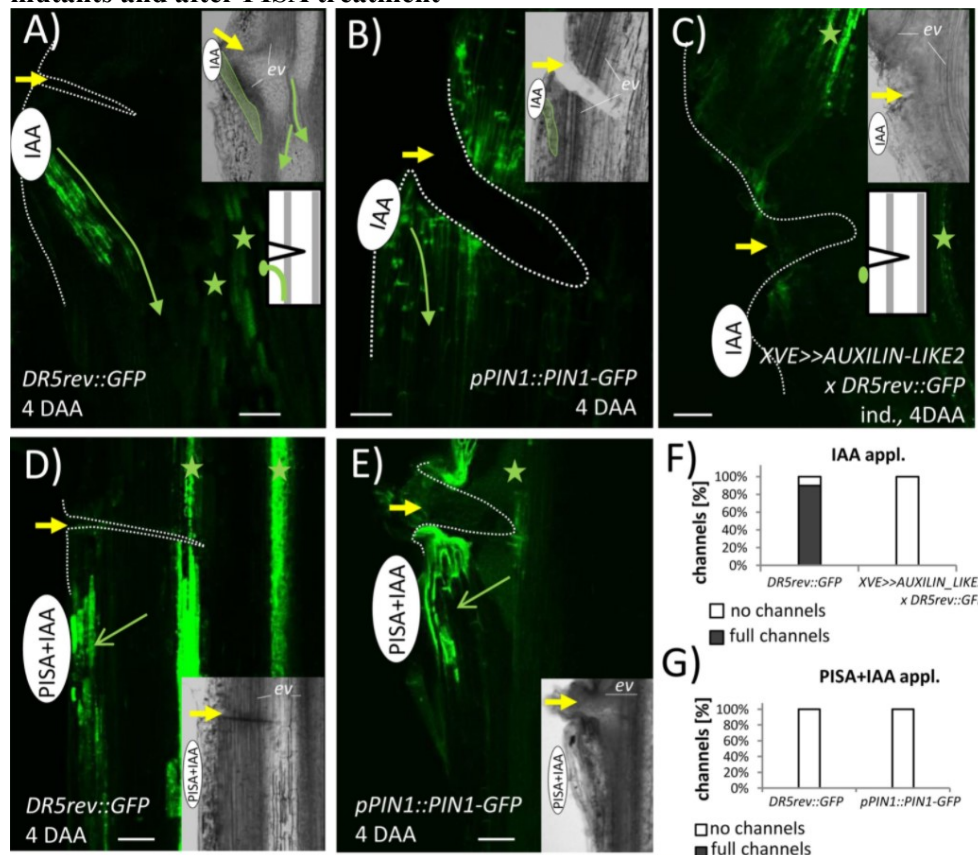 mutants and after PISA treatment
A)
IAA
ev
IAA
DR5rev::GFP
4 DAA
B)
IAA
ev
IAA
pPIN1::PIN1-GFP
4 DAA
C)
ev
IAA
IAA
XVE>>AUXILIN-LIKE2
x DR5rev::GFP
ind., 4DAA
D)
PISA+IAA
ev
PISA+IAA
DR5rev::GFP
4 DAA
E)
PISA+IAA
ev
PISA+IAA
pPIN1::PIN1-GFP
4 DAA
F)
IAA appl.
channels [%]
100%
80%
60%
40%
20%
0%
DR5rev::GFP
XVE>>AUXILIN_LIKE
x DR5rev::GF
no channels
full channels
G)
PISA+IAA appl.
channels [%]
100%
80%
60%
40%
20%
0%
DR5rev::GFP
pPIN1::PIN1-GFP
no channels
full channels